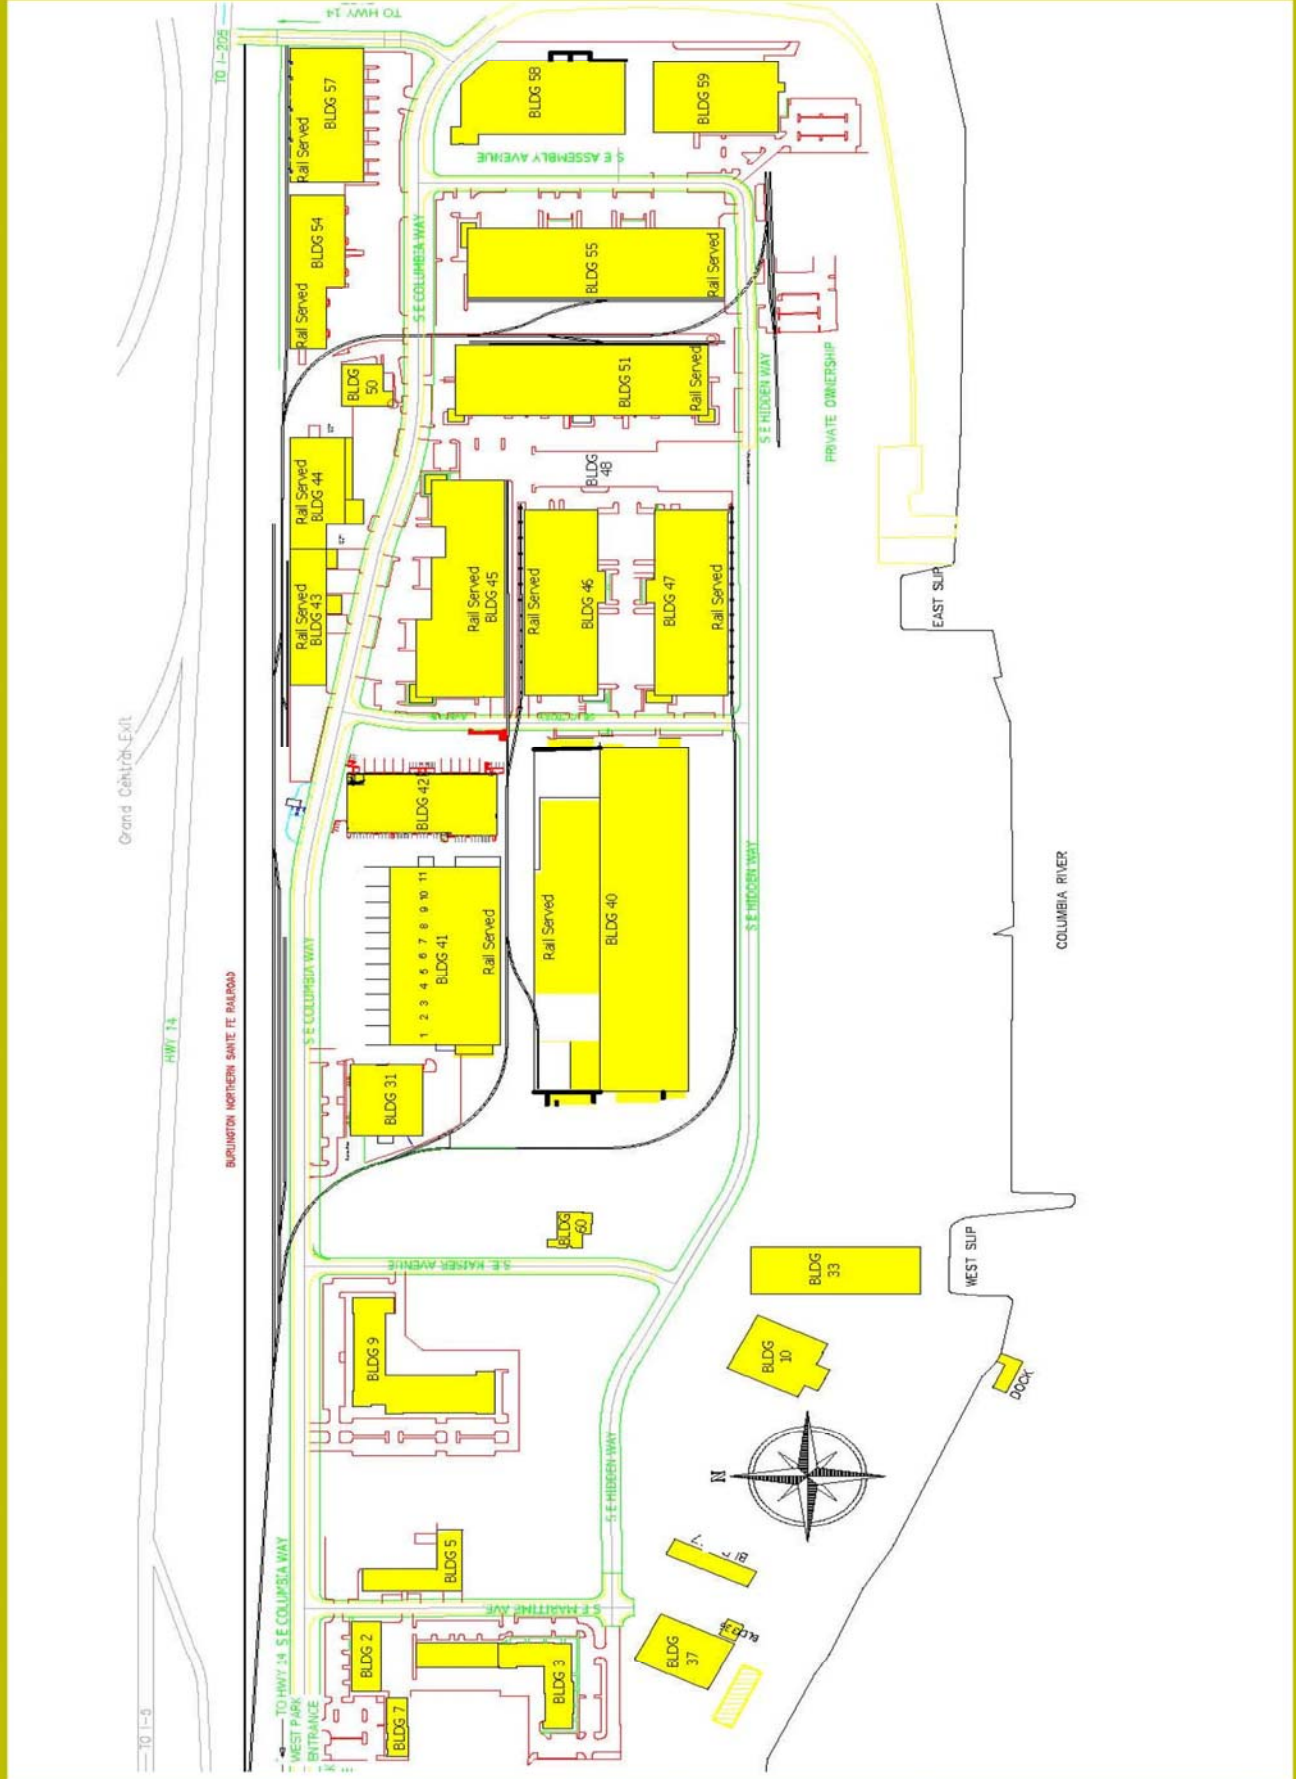 TO HWY 14
TO I-205
Rail Served
BLDG 57
BLDG 58
BLDG 59
S E ASSEMBLY AVENUE
Rail Served
BLDG 54
S E COLUMBIA WAY
BLDG 55
Rail Served
BLDG
50
BLDG 51
Rail Served
S E HIDDEN WAY
PRIVATE OWNERSHIP
Rail Served
BLDG 44
BLDG
48
Rail Served
BLDG 43
Rail Served
BLDG 45
Rail Served
BLDG 46
BLDG 47
Rail Served
EAST SLIP
AVENUE
Grand Central Exit
BLDG 42
1 2 3 4 5 6 7 8 9 10 11
BLDG 41
Rail Served
Rail Served
BLDG 40
S E HIDDEN WAY
COLUMBIA RIVER
S E COLUMBIA WAY
HWY 14
BURLINGTON NORTHERN SANTE FE RAILROAD
BLDG 31
BLDG
60
S.E. KAISER AVENUE
BLDG
33
WEST SLIP
BLDG 9
BLDG
10
DOCK
N
S E HIDDEN WAY
BLDG 5
S E MARITIME AVE.
TO HWY 14 S E COLUMBIA WAY
WEST PARK
ENTRANCE
BLDG 2
BLDG 3
BLDG
37
BLDG 7
TO I-5